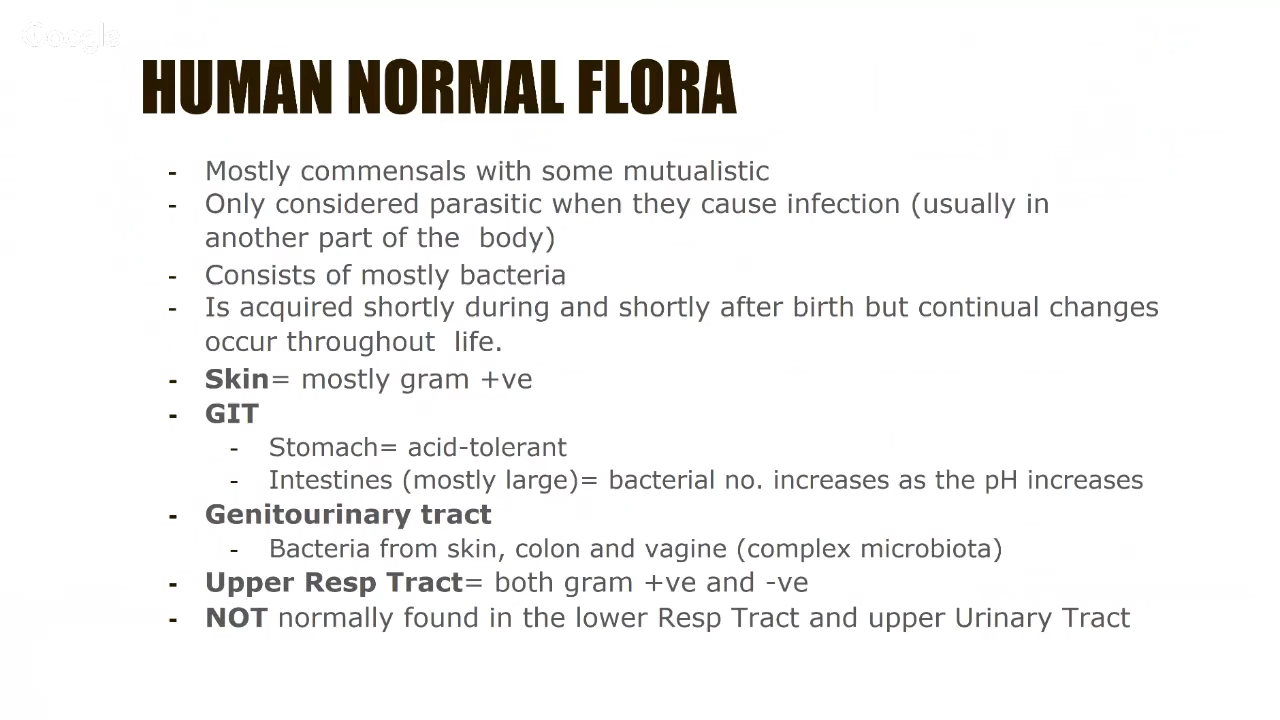 Google
HUMAN NORMAL FLORA
- Mostly commensals with some mutualistic
- Only considered parasitic when they cause infection (usually in
another part of the body)
- Consists of mostly bacteria
- Is acquired shortly during and shortly after birth but continual changes
occur throughout life.
- Skin= mostly gram +ve
- GIT
- Stomach= acid-tolerant
- Intestines (mostly large)= bacterial no. increases as the pH increases
- Genitourinary tract
- Bacteria from skin, colon and vagine (complex microbiota)
- Upper Resp Tract= both gram +ve and -ve
- NOT normally found in the lower Resp Tract and upper Urinary Tract